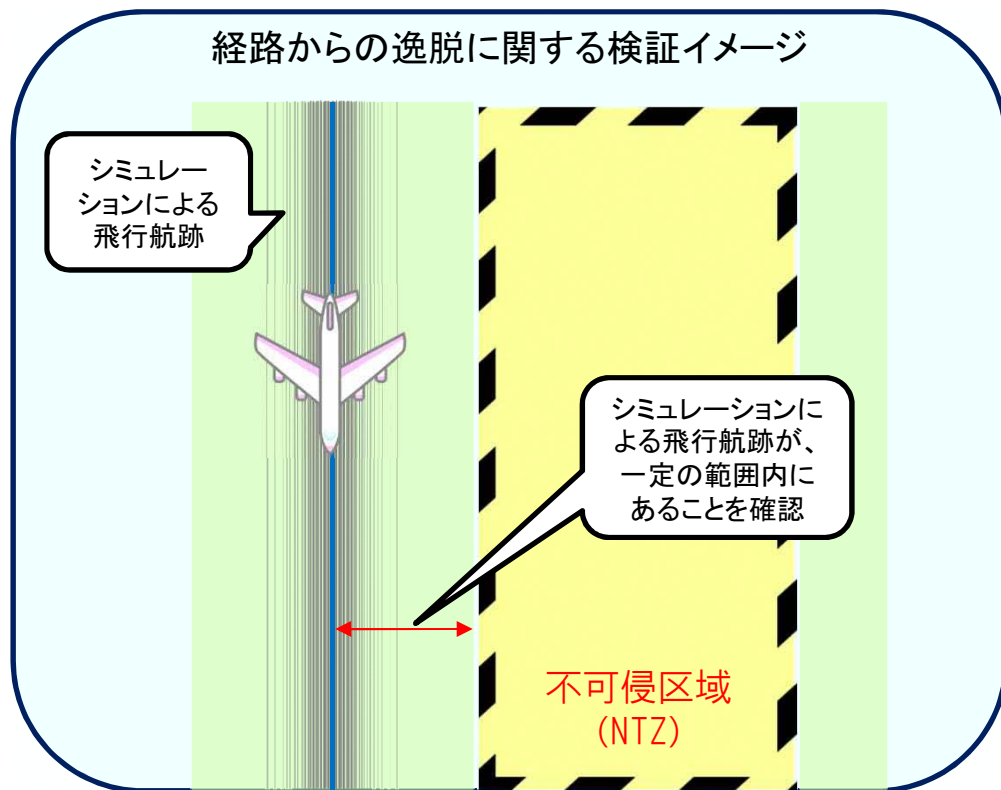 経路からの逸脱に関する検証イメージ
シミュレー
ションによる
飛行航跡
シミュレーションに
よる飛行航跡が、
一定の範囲内に
あることを確認
不可侵区域
(NTZ)